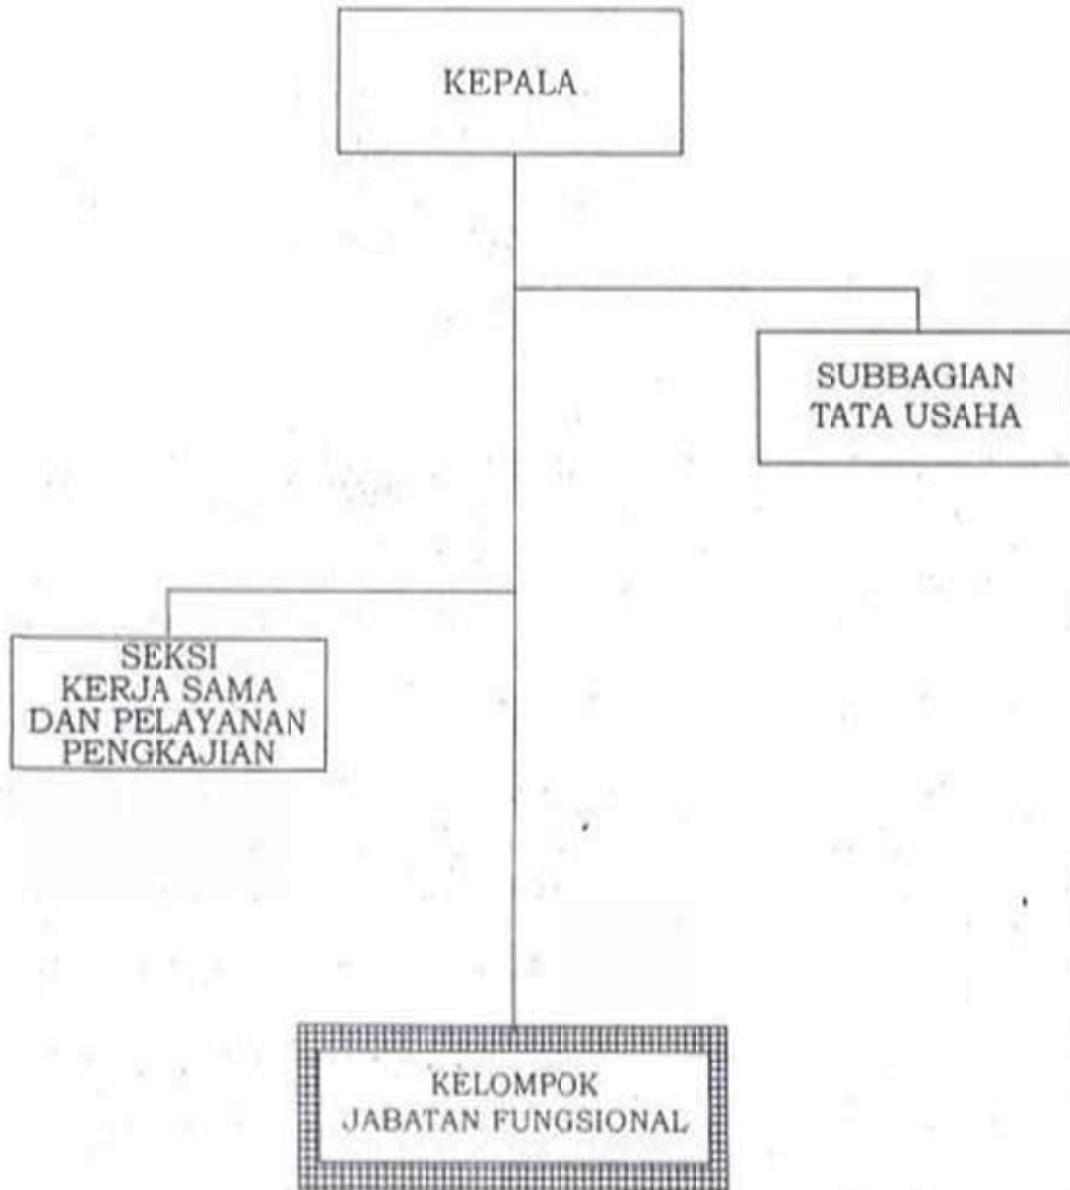 KEPALA
SUBBAGIAN
TATA USAHA
SEKSI
KERJA SAMA
DAN PELAYANAN
PENGKAJIAN
KELOMPOK
JABATAN FUNGSIONAL